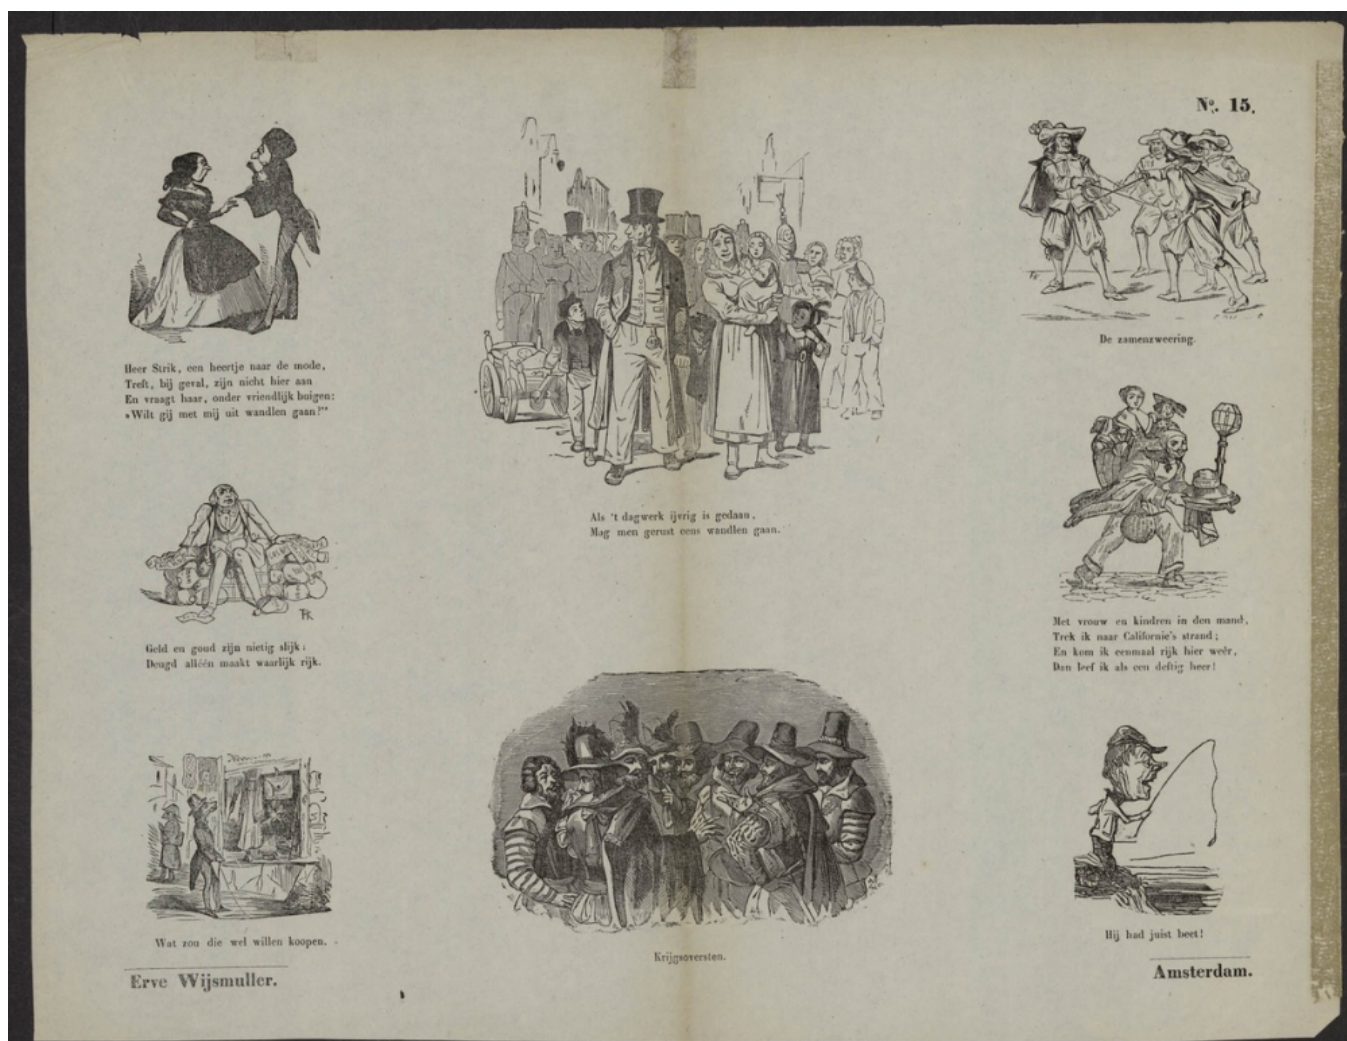 No. 15.
Heer Strik, een heertje naar de mode,
Treft, bij geval, zijn nicht hier aan
En vraagt haar, onder vriendlijk buigen:
»Wilt gij met mij uit wandlen gaan?”
Als 't dagwerk ijvrig is gedaan,
Mag men gerust eens wandlen gaan.
De zamenzweering.
Geld en goud zijn nietig slijk;
Deugd alléén maakt waarlijk rijk.
Met vrouw en kindren in den mand,
Trek ik naar Californie's strand;
En kom ik eenmaal rijk hier weêr,
Dan leef ik als een deftig heer!
Wat zou die wel willen koopen.
Krijgsoversten.
Hij had juist beet!
Erve Wijsmuller.
Amsterdam.